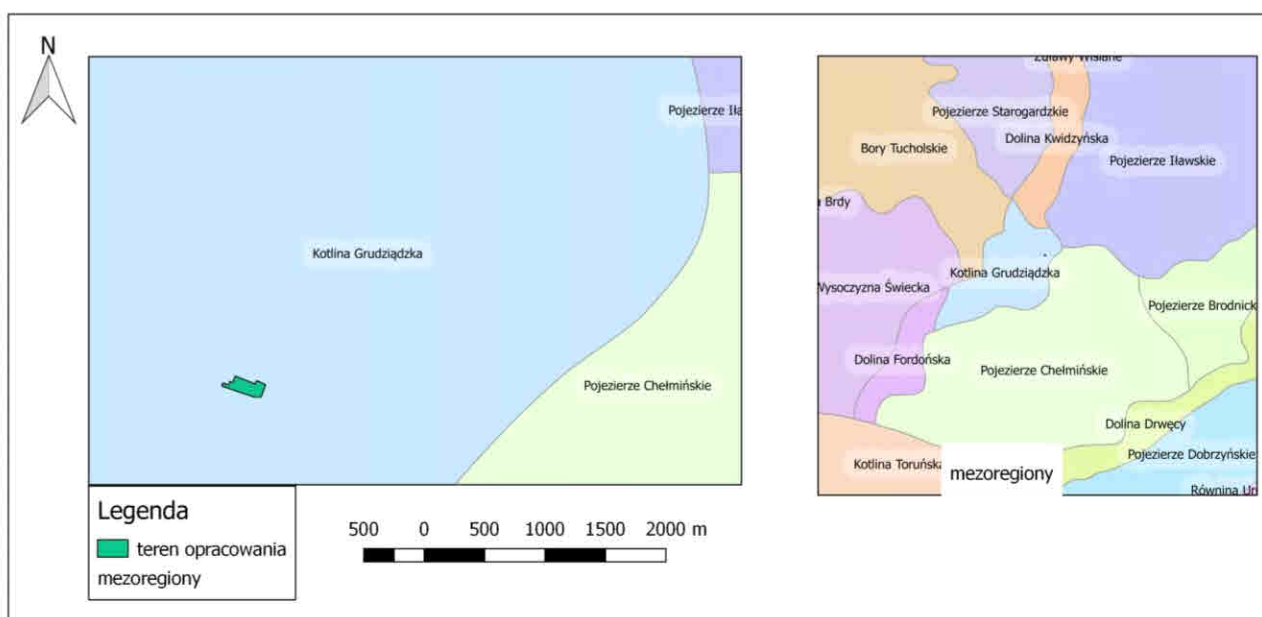 N
Pojezierze Iła
Kotlina Grudziądzka
Pojezierze Chełmińskie
Legenda
teren opracowania
mezoregiony
500 0 500 1000 1500 2000 m
Żuławy Wiślane
Pojezierze Starogardzkie
Dolina Kwidzyńska
Bory Tucholskie
Pojezierze Iławskie
a Brdy
Kotlina Grudziądzka
Wysoczyzna Świecka
Pojezierze Brodnick
Dolina Fordońska
Pojezierze Chełmińskie
Dolina Drwęcy
Pojezierze Dobrzyńskie
Kotlina Toruńska
mezoregiony
Równina Ur